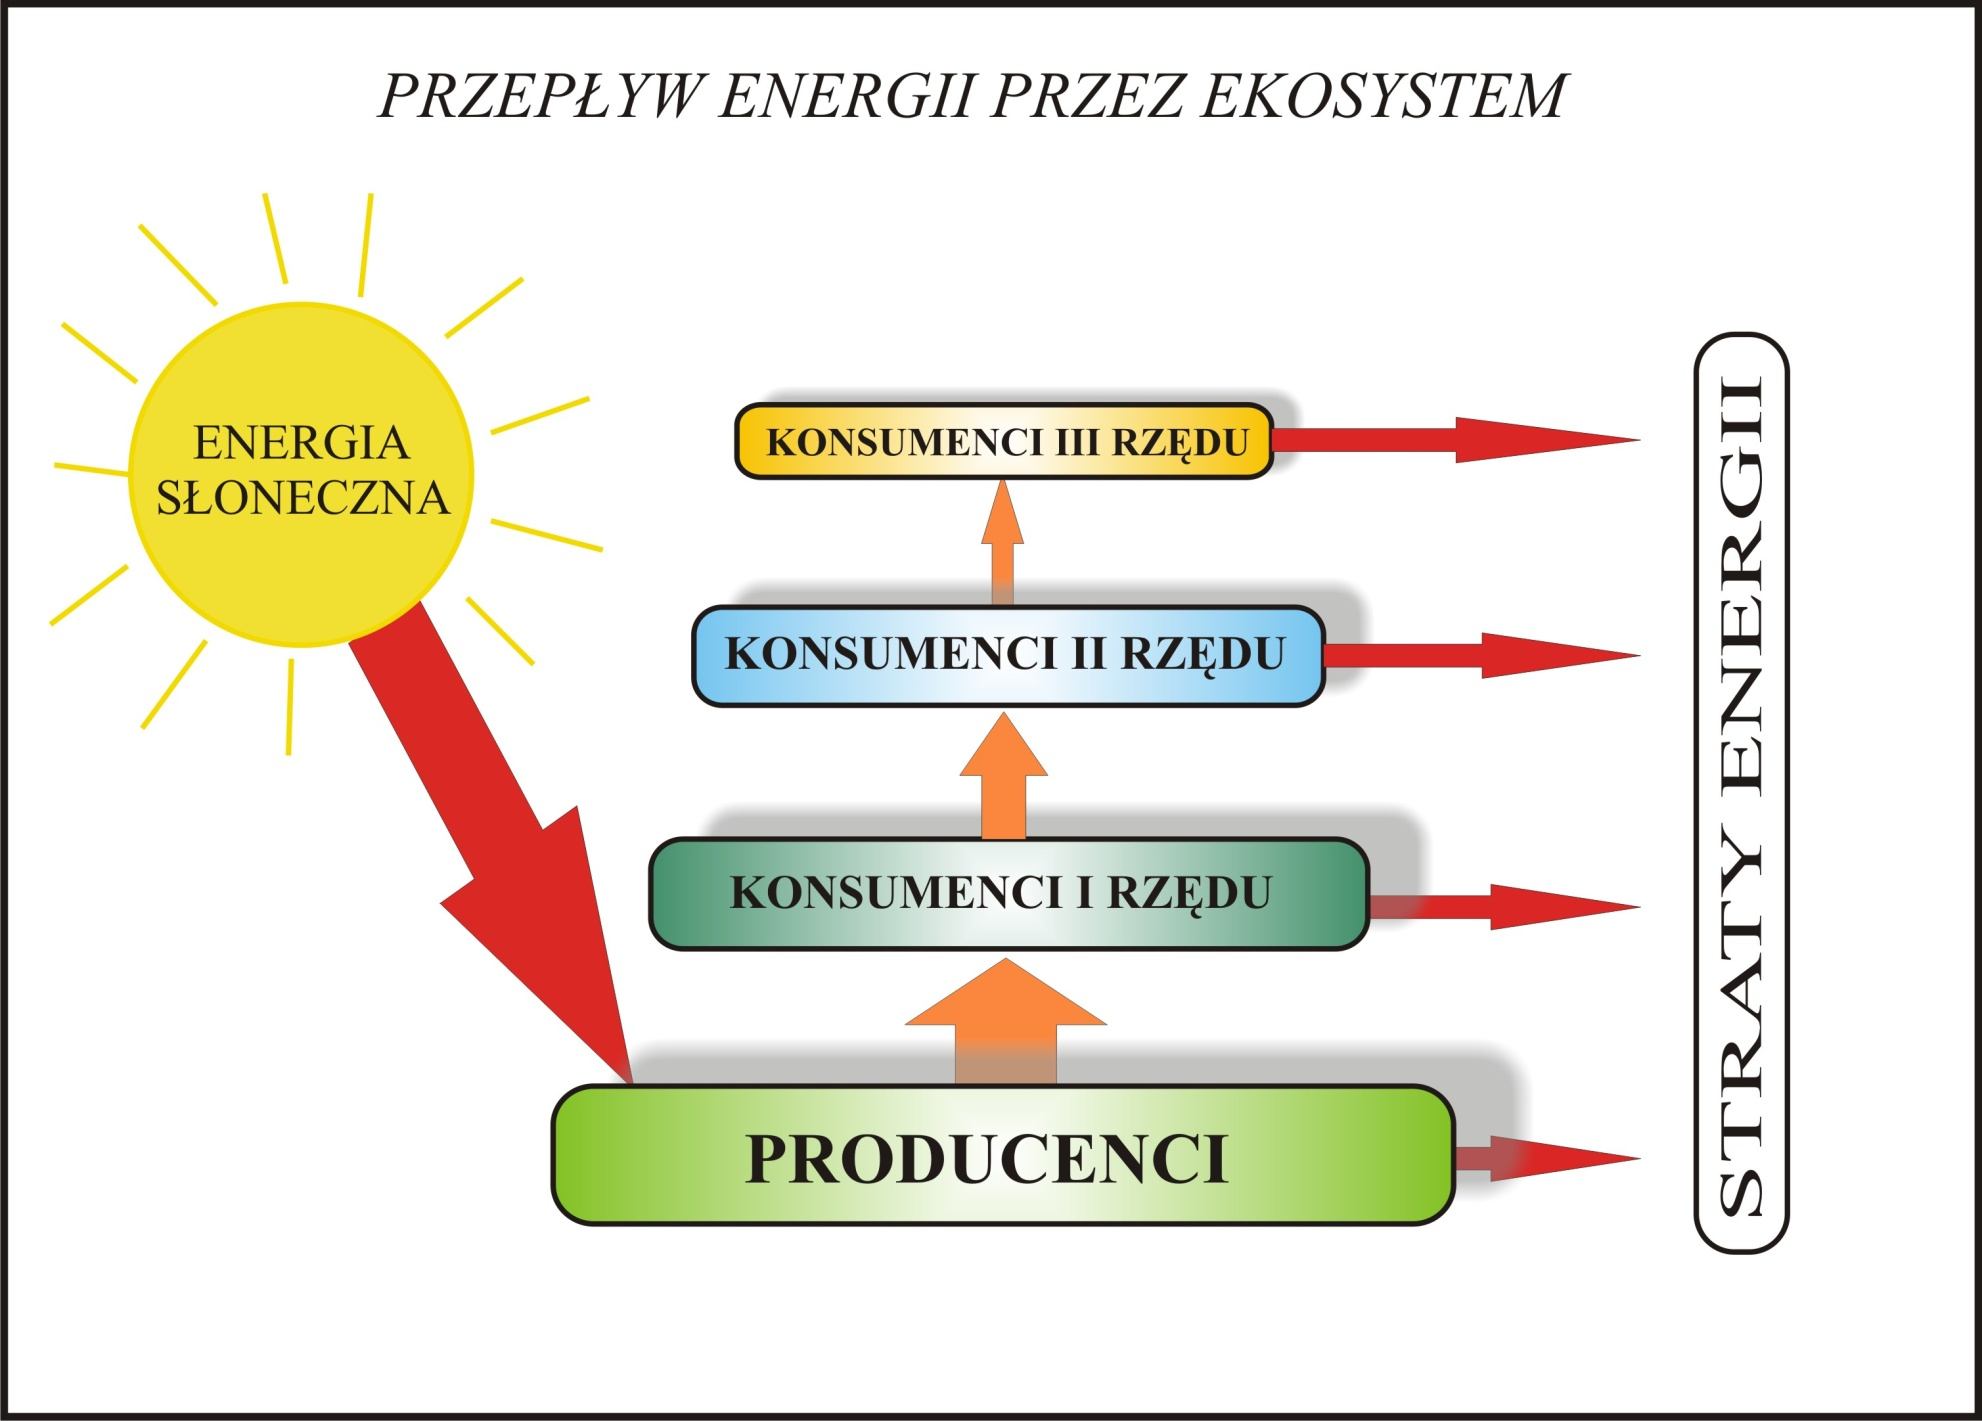 PRZEPŁYW ENERGII PRZEZ EKOSYSTEM
ENERGIA
SŁONECZNA
KONSUMENCI III RZĘDU
KONSUMENCI II RZĘDU
KONSUMENCI I RZĘDU
PRODUCENCI
STRATY ENERGII